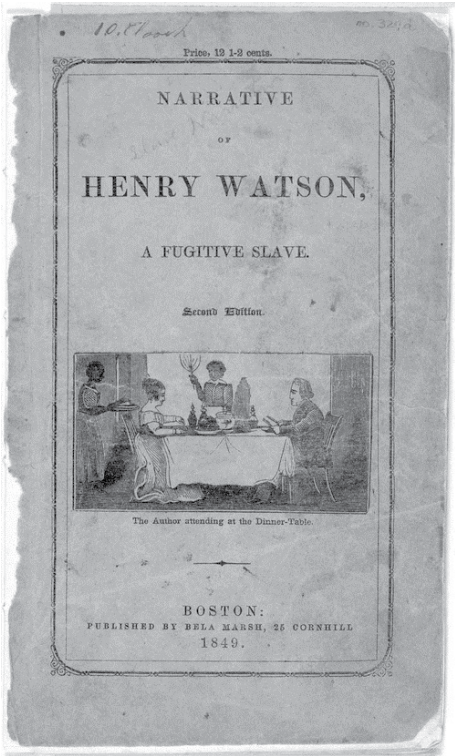 Price, 12 1-2 cents.
NARRATIVE
OF
HENRY WATSON,
A FUGITIVE SLAVE.
Second Edition.
The Author attending at the Dinner-Table.
BOSTON:
PUBLISHED BY BELA MARSH, 25 CORNHILL
1849.